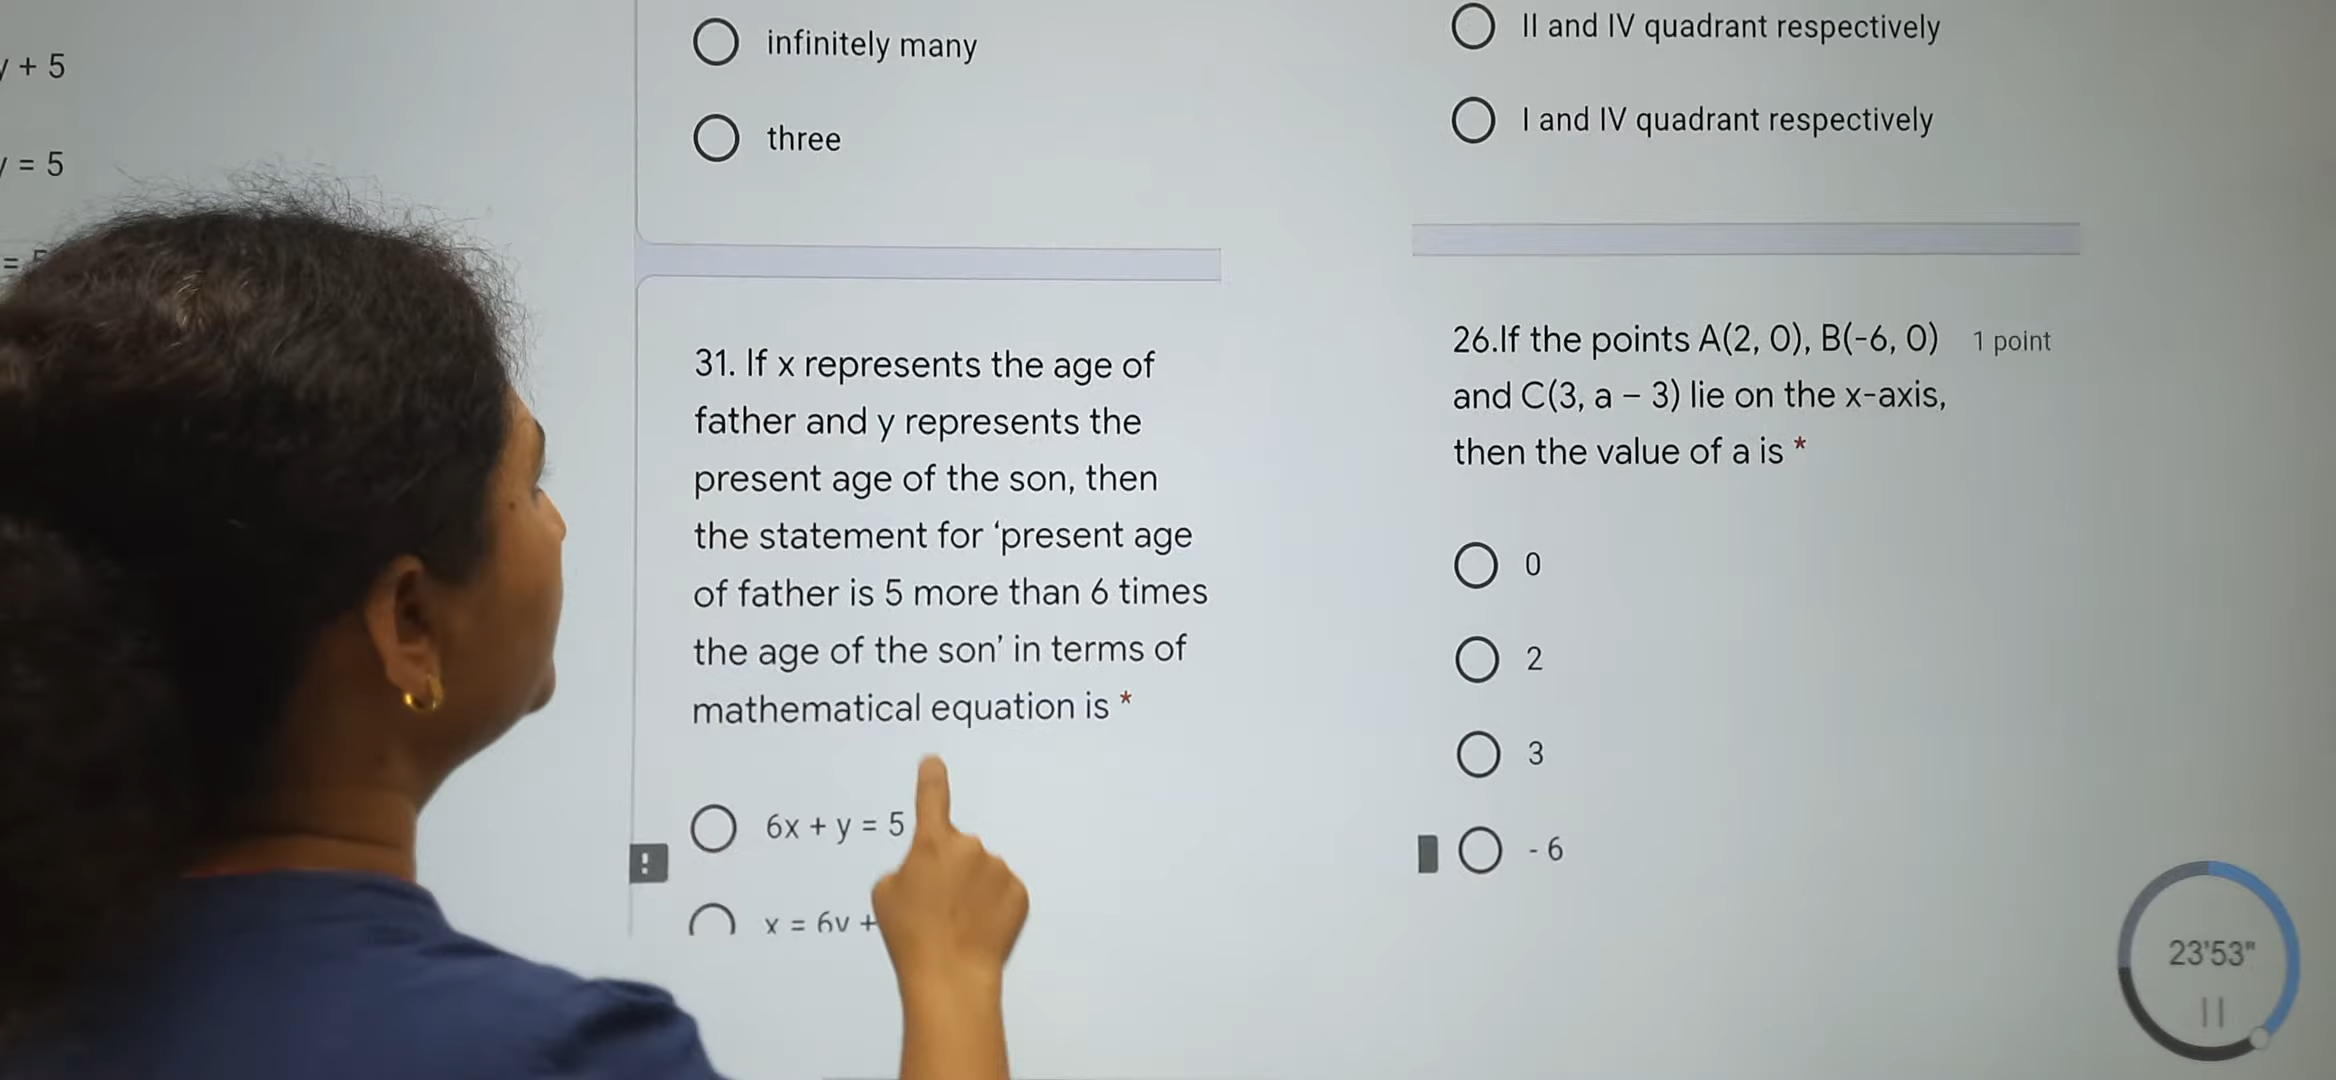 + 5
= 5
=
infinitely many
three
31. If x represents the age of
father and y represents the
present age of the son, then
the statement for ‘present age
of father is 5 more than 6 times
the age of the son’ in terms of
mathematical equation is *
6x + y = 5
x = 6y +
II and IV quadrant respectively
I and IV quadrant respectively
26.If the points A(2, 0), B(-6, 0) 1 point
and C(3, a – 3) lie on the x-axis,
then the value of a is *
0
2
3
- 6
23'53"